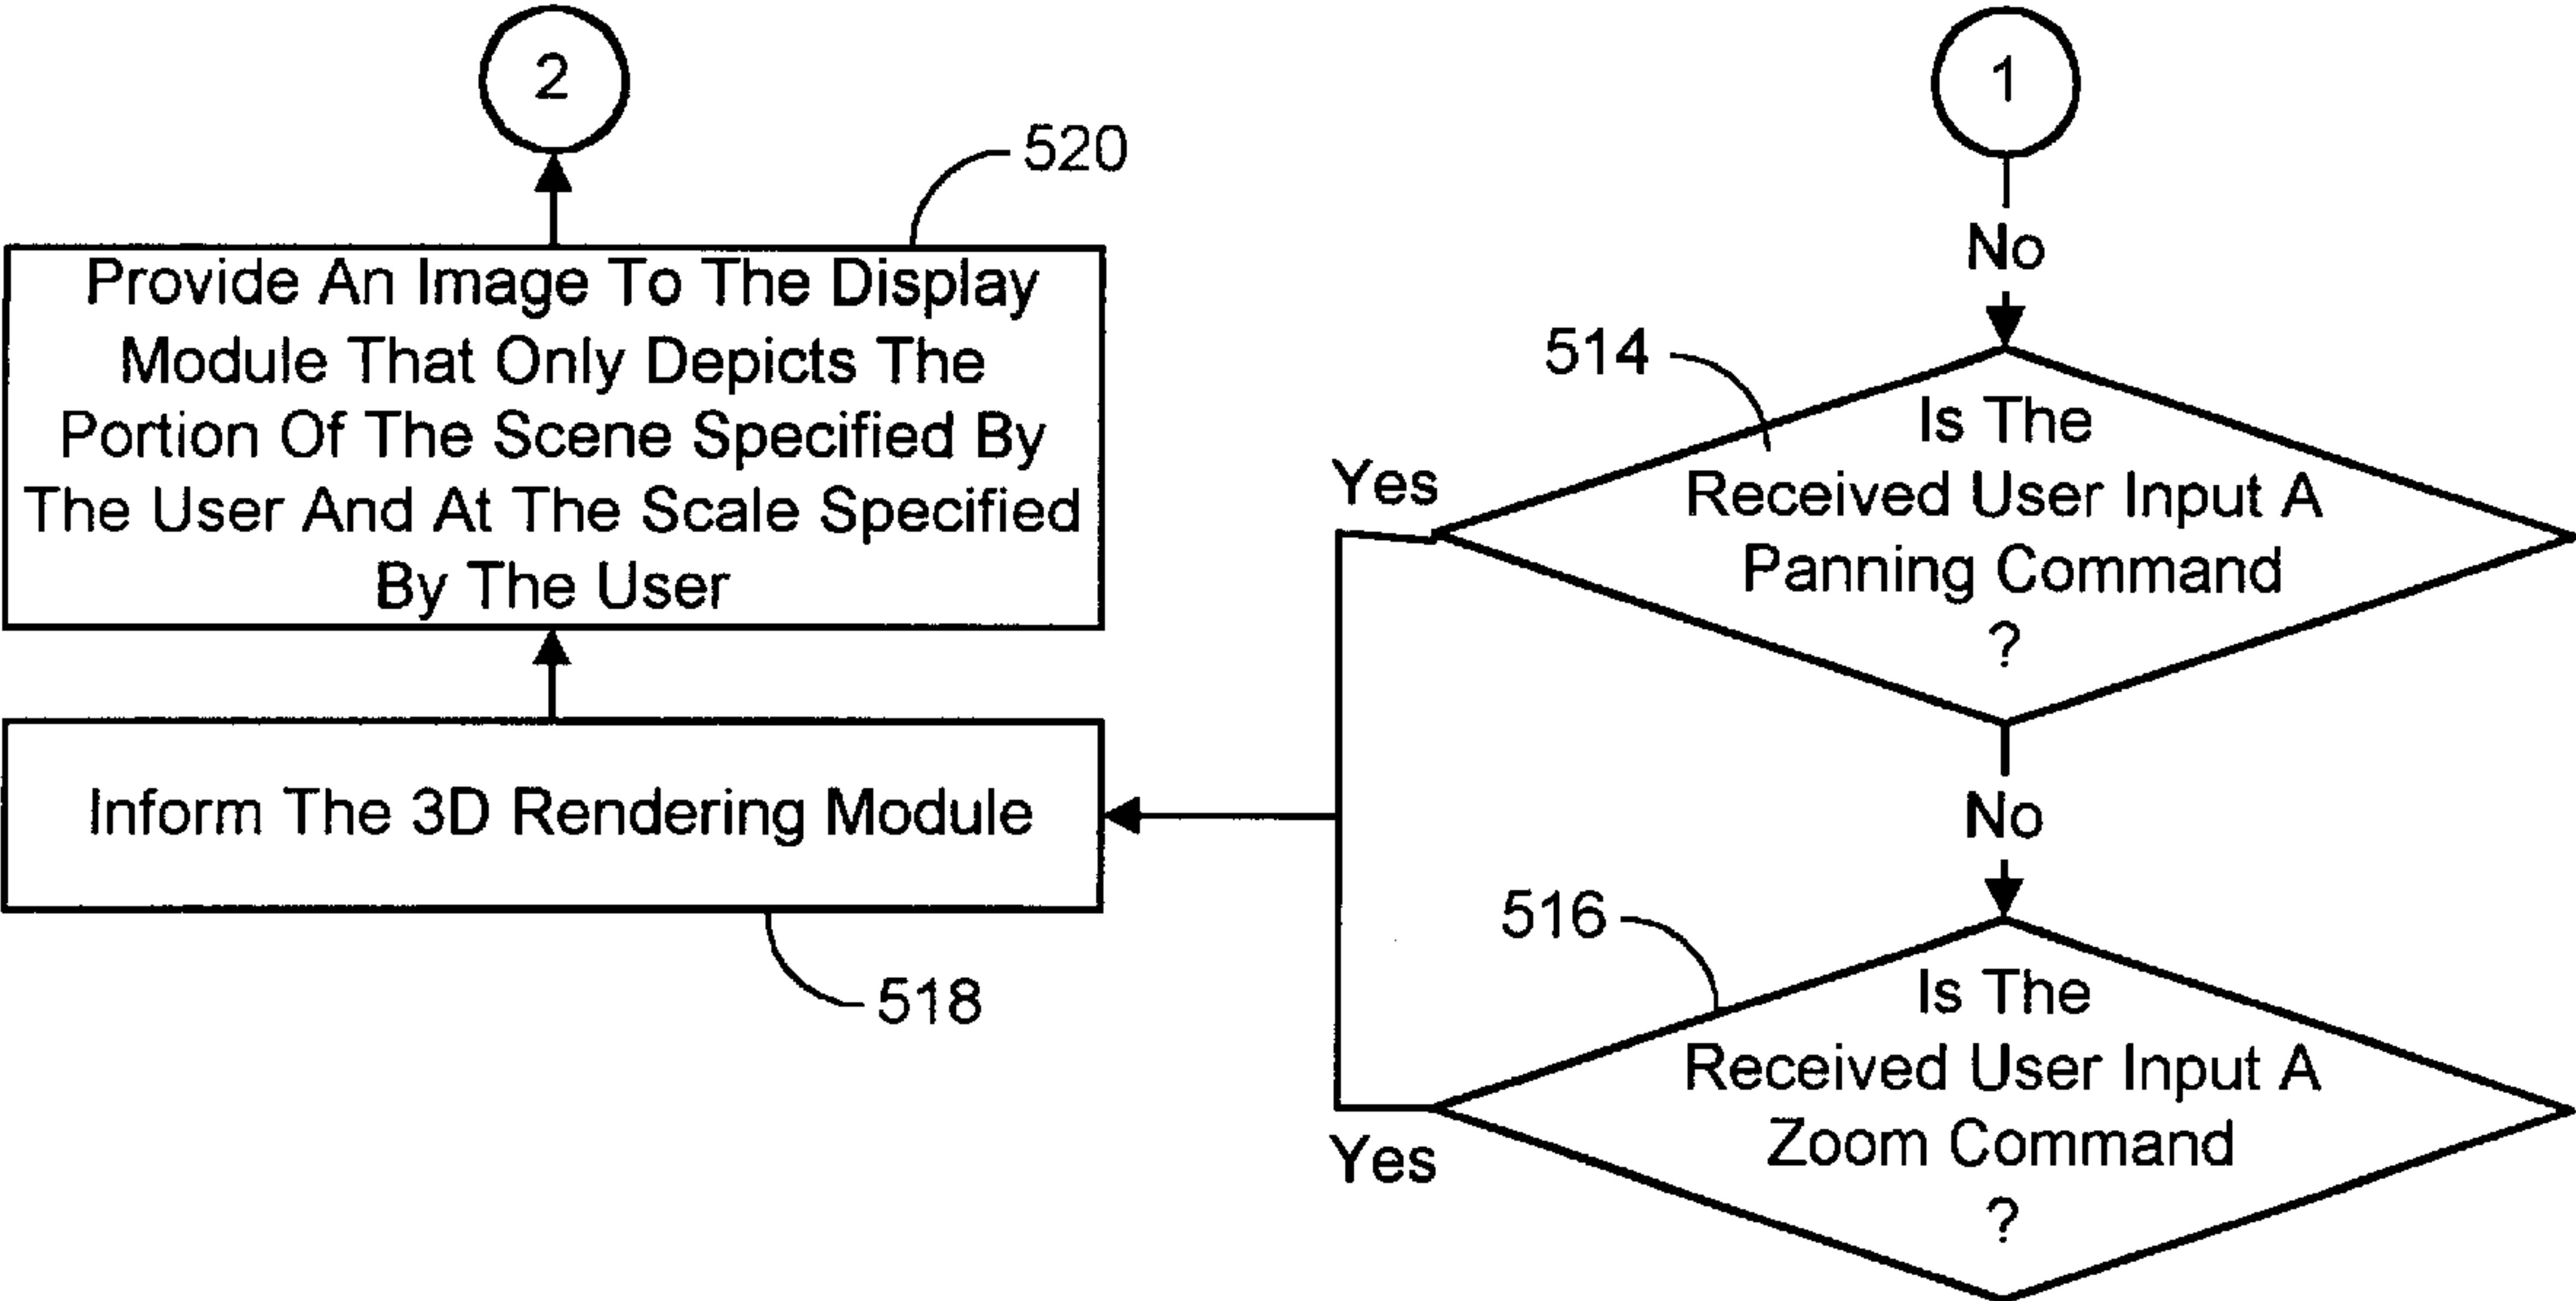 2
520
Provide An Image To The Display
Module That Only Depicts The
Portion Of The Scene Specified By
The User And At The Scale Specified
By The User
Inform The 3D Rendering Module
518
1
No
514
Is The
Received User Input A
Panning Command
?
Yes
No
516
Is The
Received User Input A
Zoom Command
?
Yes